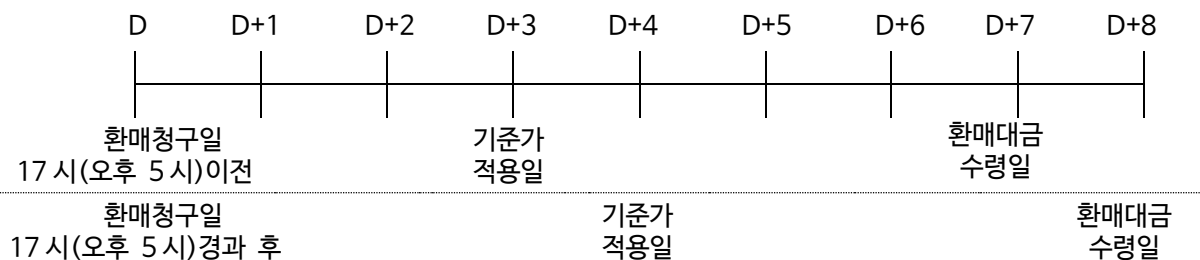 D D+1 D+2 D+3 D+4 D+5 D+6 D+7 D+8
환매청구일 기준가 환매대금
17시(오후 5시)이전 적용일 수령일
환매청구일 기준가 환매대금
17시(오후 5시)경과 후 적용일 수령일